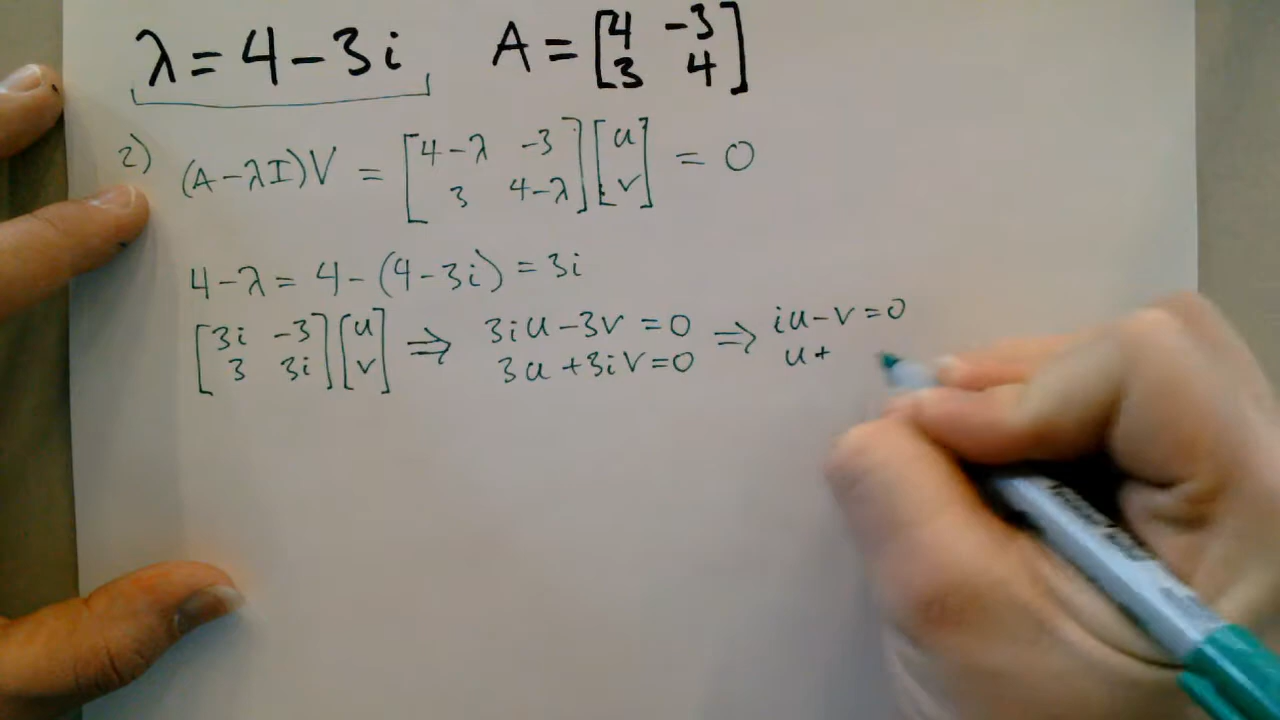 λ = 4 - 3i A = [4 -3
3 4]
2) (A - λI)V = [4-λ -3
3 4-λ] [u
v] = 0
4 - λ = 4 - (4 - 3i) = 3i
[3i -3
3 3i] [u
v] ⇒ 3iu - 3v = 0 ⇒ iu - v = 0
3u + 3iv = 0 u +